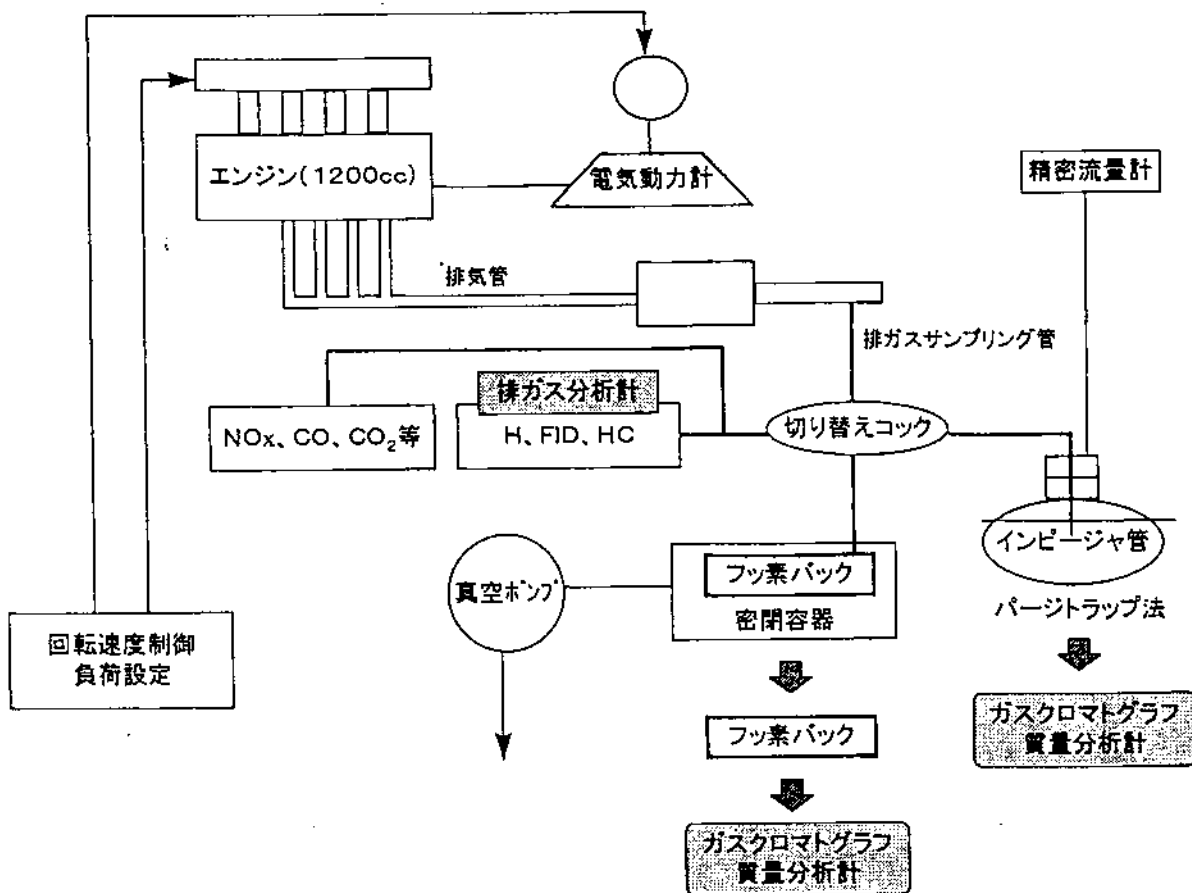 エンジン(1200cc)
電気動力計
精密流量計
排気管
排ガスサンプリング管
排ガス分析計
NOx、CO、CO₂等
H、FID、HC
切り替えコック
インピージャ管
フッ素バック
真空ポンプ
密閉容器
パージトラップ法
回転速度制御
負荷設定
ガスクロマトグラフ
質量分析計
フッ素バック
ガスクロマトグラフ
質量分析計